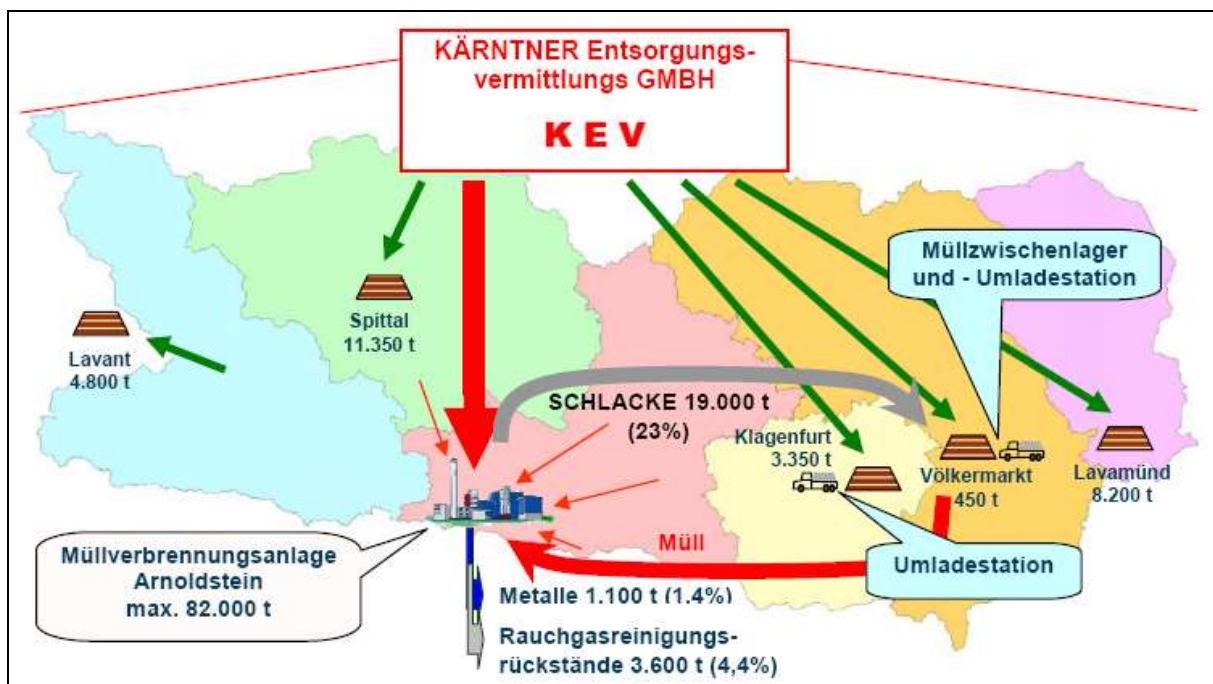 KÄRNTNER Entsorgungs-
vermittlungs GMBH
K E V
Müllzwischenlager
und - Umladestation
Spittal
11.350 t
Lavant
4.800 t
SCHLACKE 19.000 t
(23%)
Klagenfurt
3.350 t
Völkermarkt
450 t
Lavamünd
8.200 t
Müllverbrennungsanlage
Arnoldstein
max. 82.000 t
Müll
Umladestation
Metalle 1.100 t (1.4%)
Rauchgasreinigungs-
rückstände 3.600 t (4,4%)